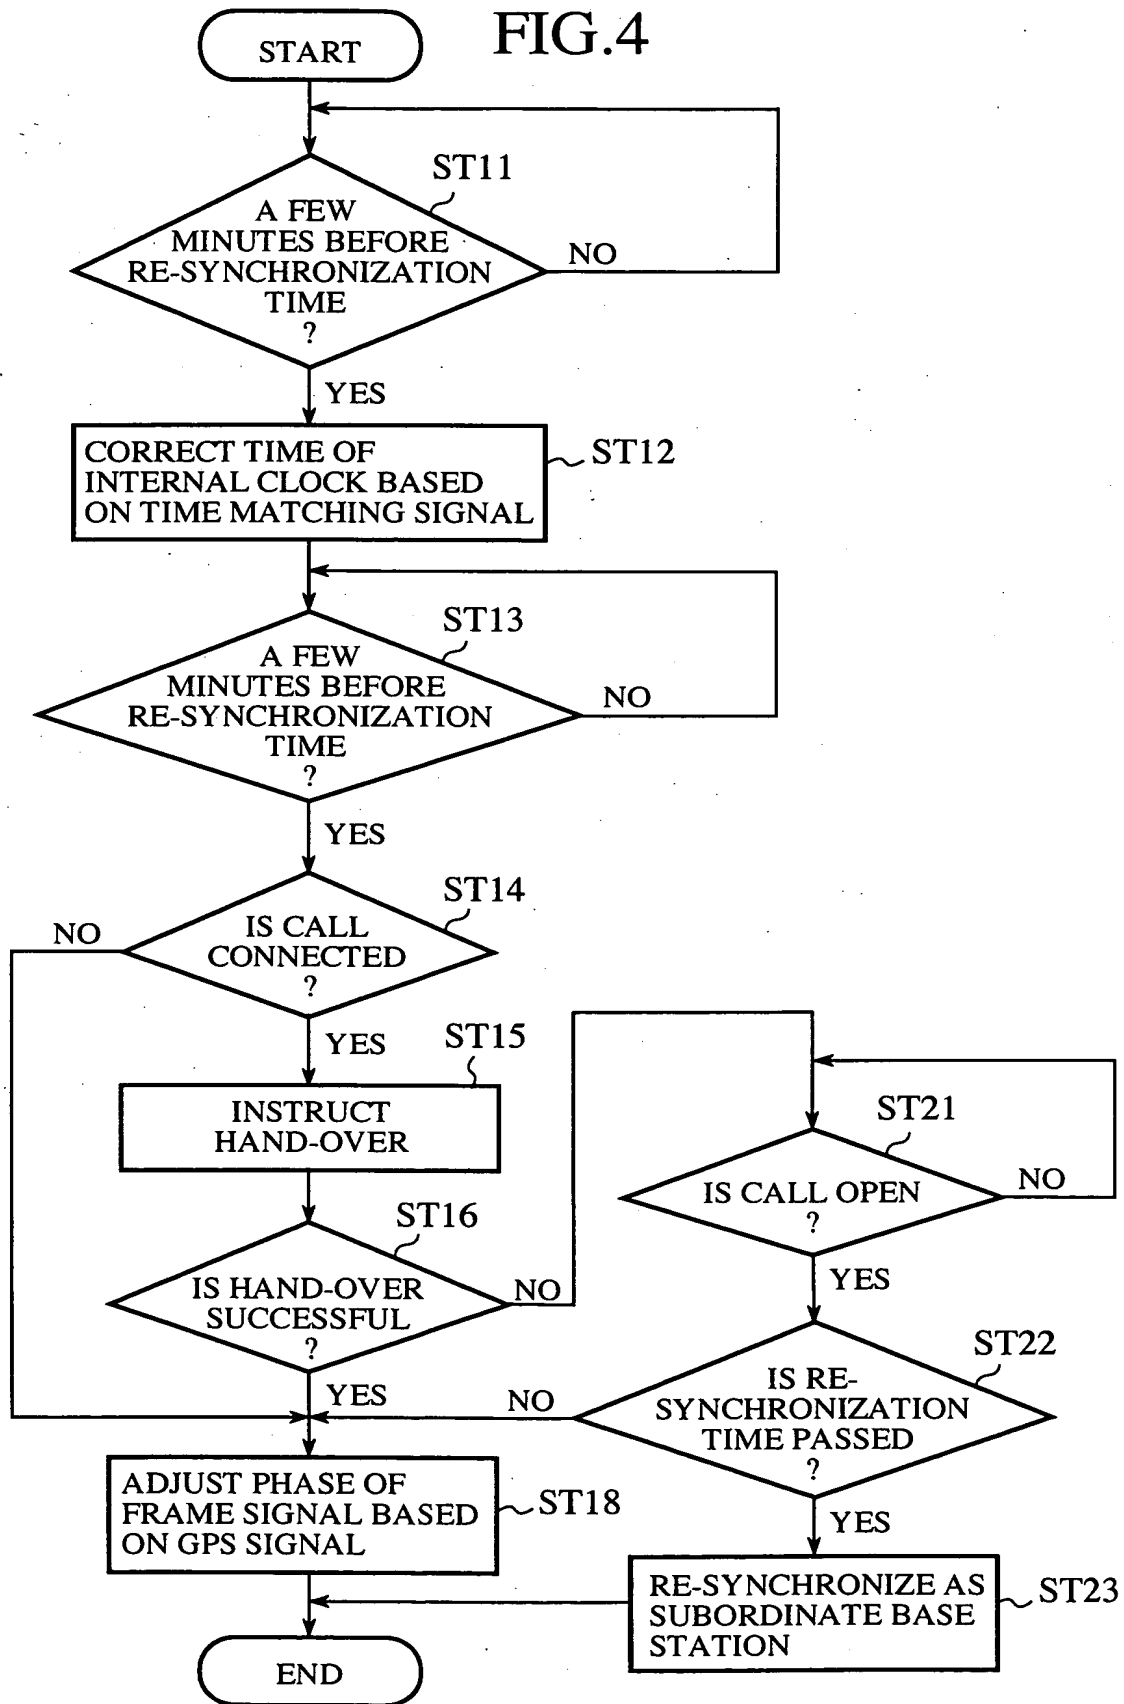 FIG.4
START
ST11
A FEW
MINUTES BEFORE
RE-SYNCHRONIZATION
TIME
?
NO
YES
CORRECT TIME OF
INTERNAL CLOCK BASED
ON TIME MATCHING SIGNAL
ST12
ST13
A FEW
MINUTES BEFORE
RE-SYNCHRONIZATION
TIME
?
NO
YES
ST14
IS CALL
CONNECTED
?
NO
YES
ST15
INSTRUCT
HAND-OVER
ST16
IS HAND-OVER
SUCCESSFUL
?
NO
YES
ST21
IS CALL OPEN
?
NO
YES
ST22
IS RE-
SYNCHRONIZATION
TIME PASSED
?
NO
YES
ADJUST PHASE OF
FRAME SIGNAL BASED
ON GPS SIGNAL
ST18
RE-SYNCHRONIZE AS
SUBORDINATE BASE
STATION
ST23
END